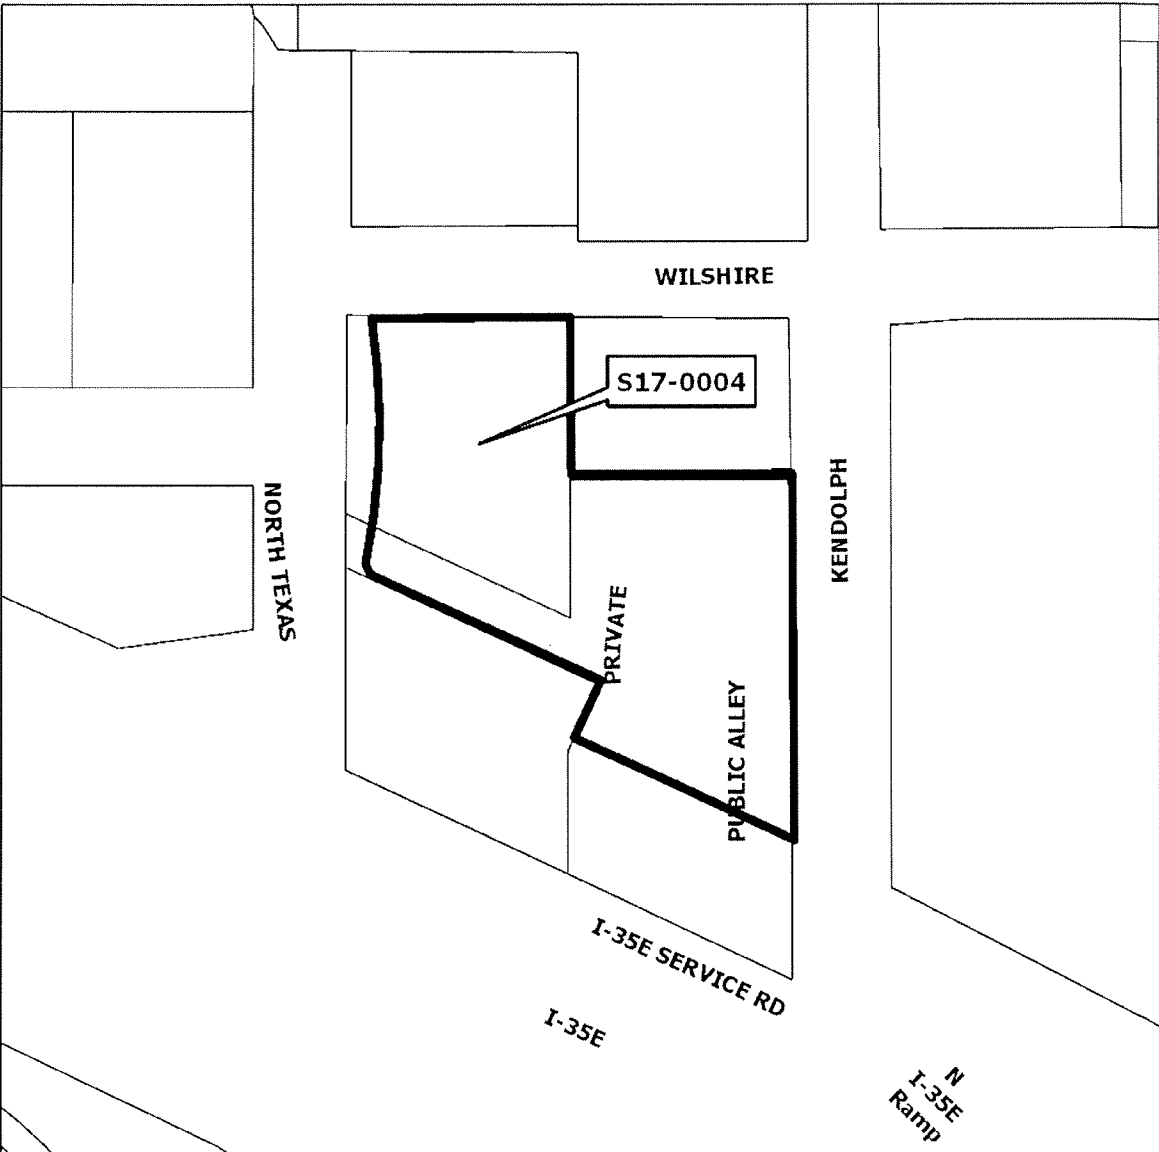 WILSHIRE
S17-0004
KENDOLPH
NORTH TEXAS
PRIVATE
PUBLIC ALLEY
I-35E SERVICE RD
I-35E
N
I-35E
Ramp